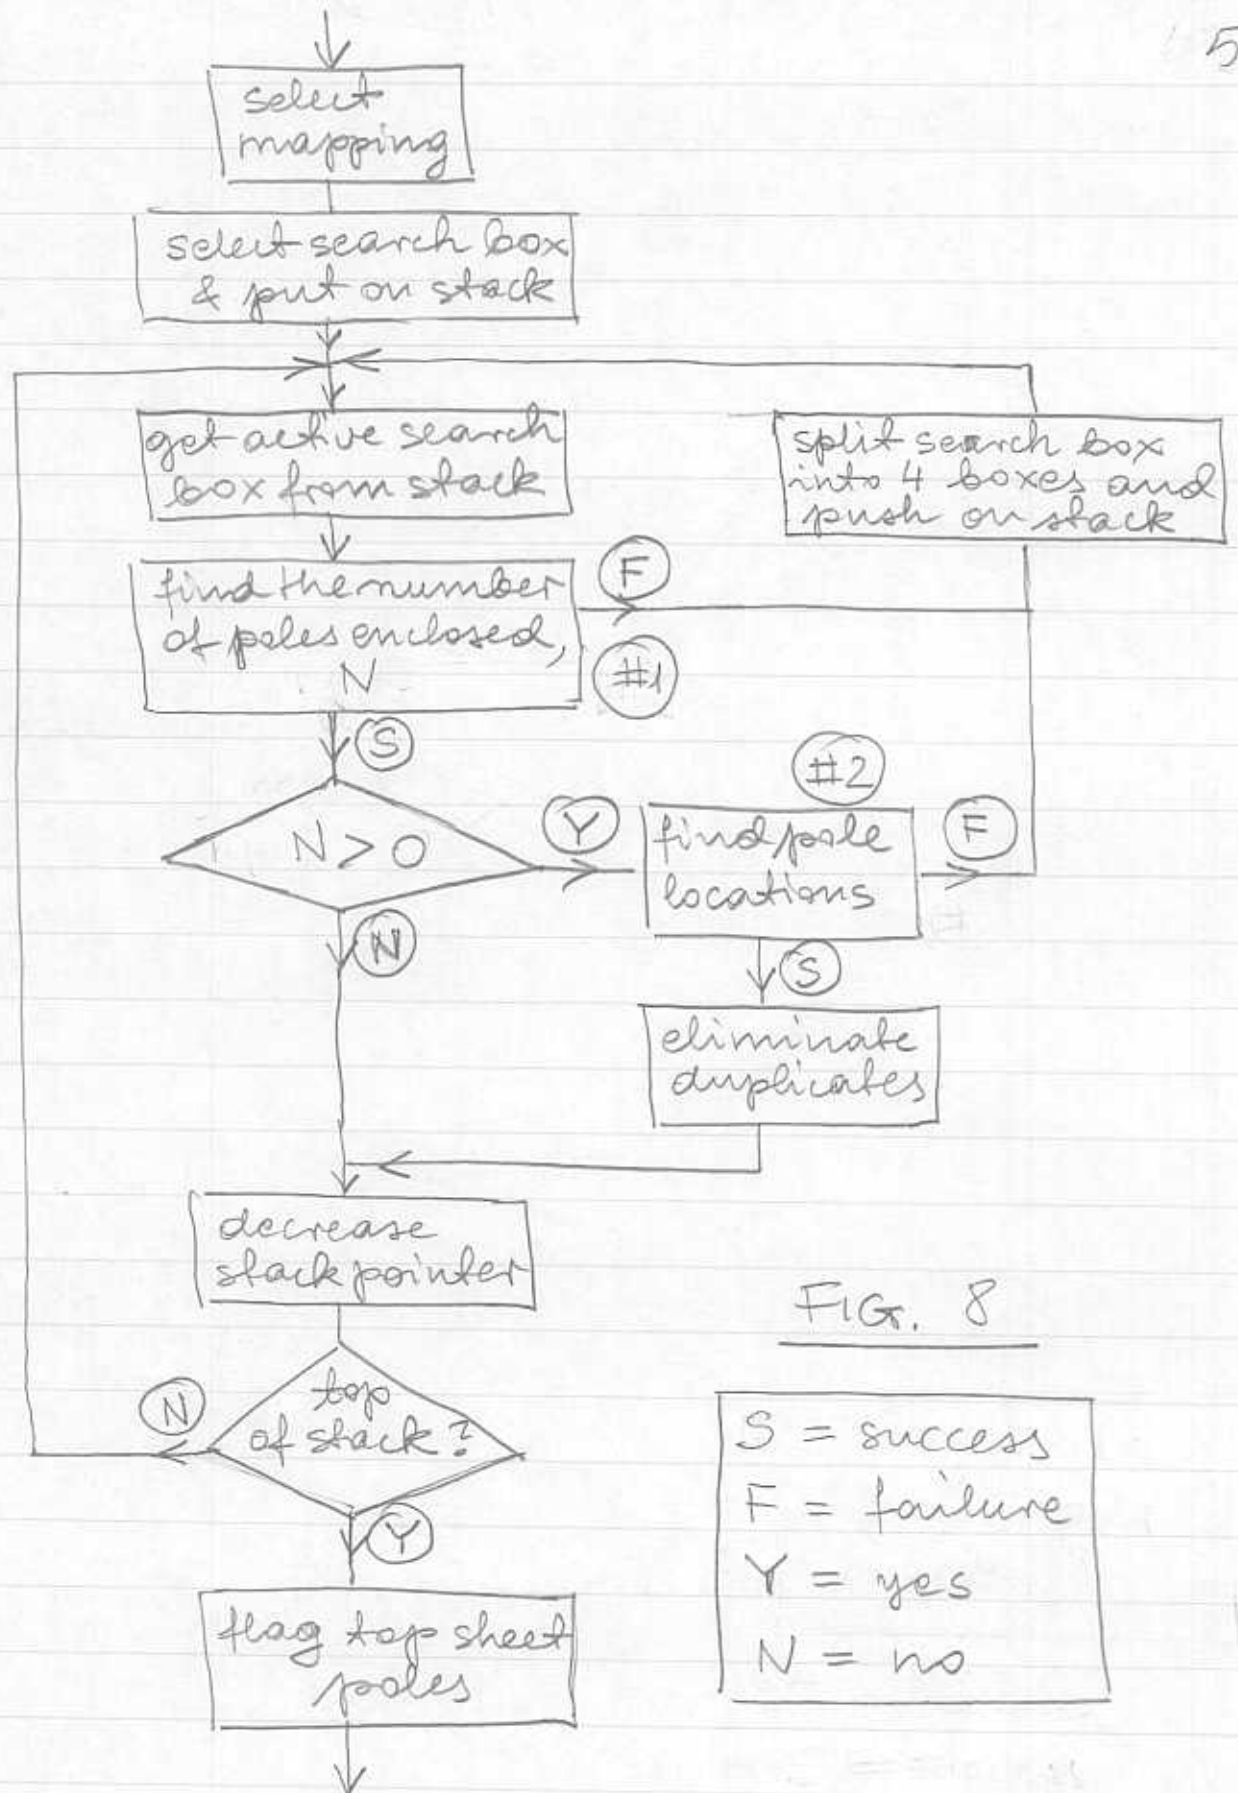 5
select
mapping
select search box
& put on stack
get active search
box from stack
split search box
into 4 boxes and
push on stack
find the number
of poles enclosed,
N
F
#1
S
N > 0
Y
#2
find pole
locations
F
N
S
eliminate
duplicates
decrease
stack pointer
FIG. 8
top
of stack?
N
Y
S = success
F = failure
Y = yes
N = no
flag top sheet
poles